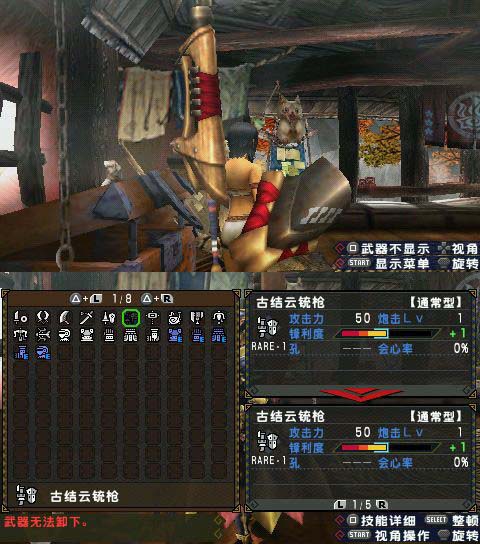 武器不显示 视角
START 显示菜单 旋转
△+L 1/8 △+R
古结云铳枪
武器无法卸下。
古结云铳枪 【通常型】
攻击力 50 炮击Lv 1
锋利度 +1
RARE-1 孔 --- 会心率 0%
古结云铳枪 【通常型】
攻击力 50 炮击Lv 1
锋利度 +1
RARE-1 孔 --- 会心率 0%
L 1/5 R
技能详细 SELECT 整顿
START 视角操作 旋转